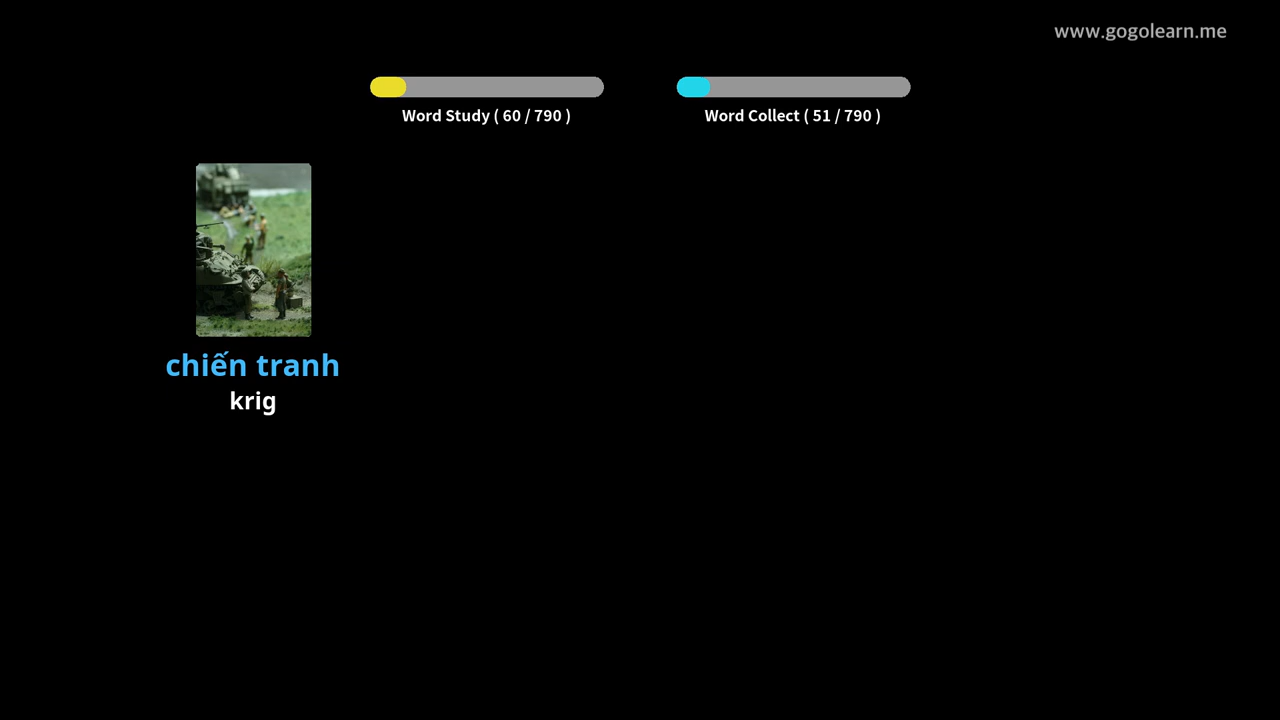 www.gogolearn.me
Word Study ( 60 / 790 )
Word Collect ( 51 / 790 )
chiến tranh
krig